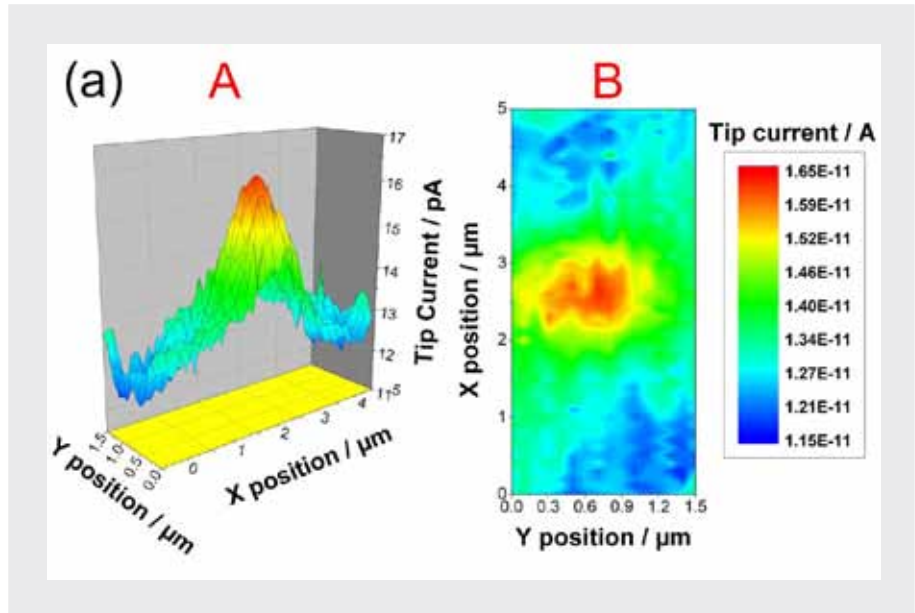 (a)
A
17
16
15
14
13
12
11
Tip Current / pA
1.5
1.0
0.5
0.0
Y position / µm
0
1
2
3
4
5
X position / µm
B
5
4
3
2
1
0
X position / µm
0.0 0.3 0.6 0.9 1.2 1.5
Y position / µm
Tip current / A
1.65E-11
1.59E-11
1.52E-11
1.46E-11
1.40E-11
1.34E-11
1.27E-11
1.21E-11
1.15E-11